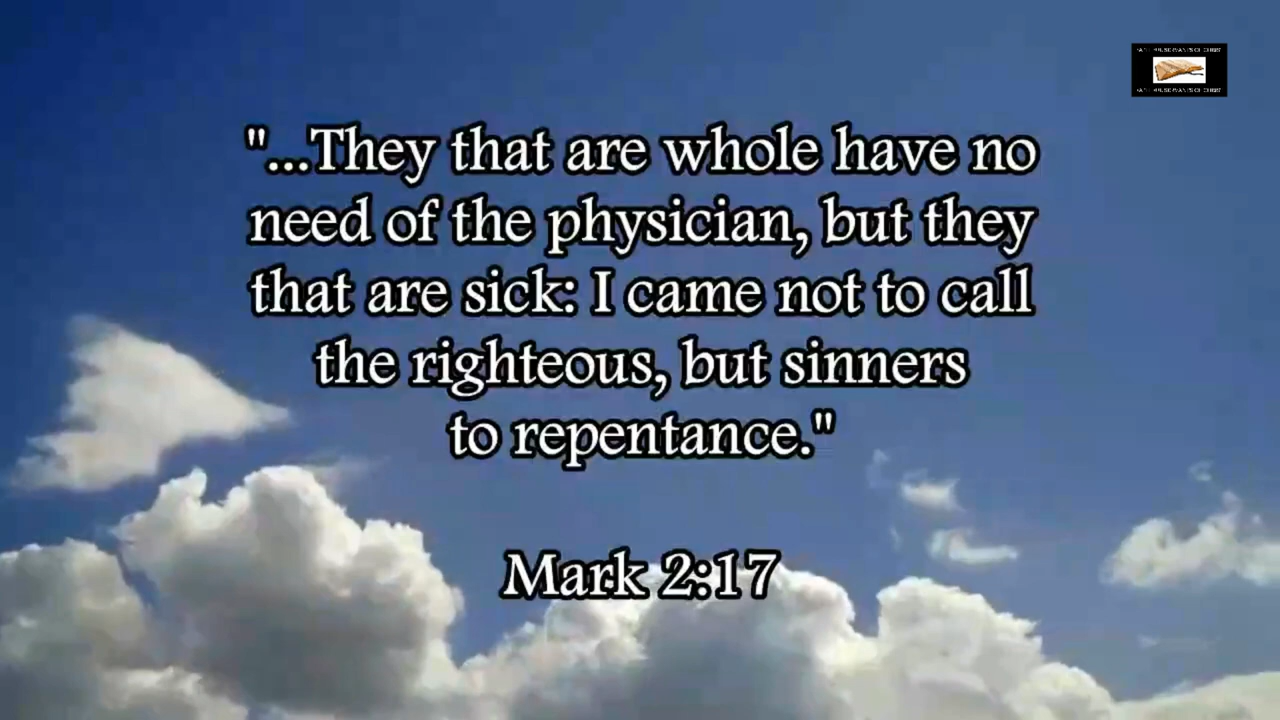 "...They that are whole have no
need of the physician, but they
that are sick: I came not to call
the righteous, but sinners
to repentance."
Mark 2:17